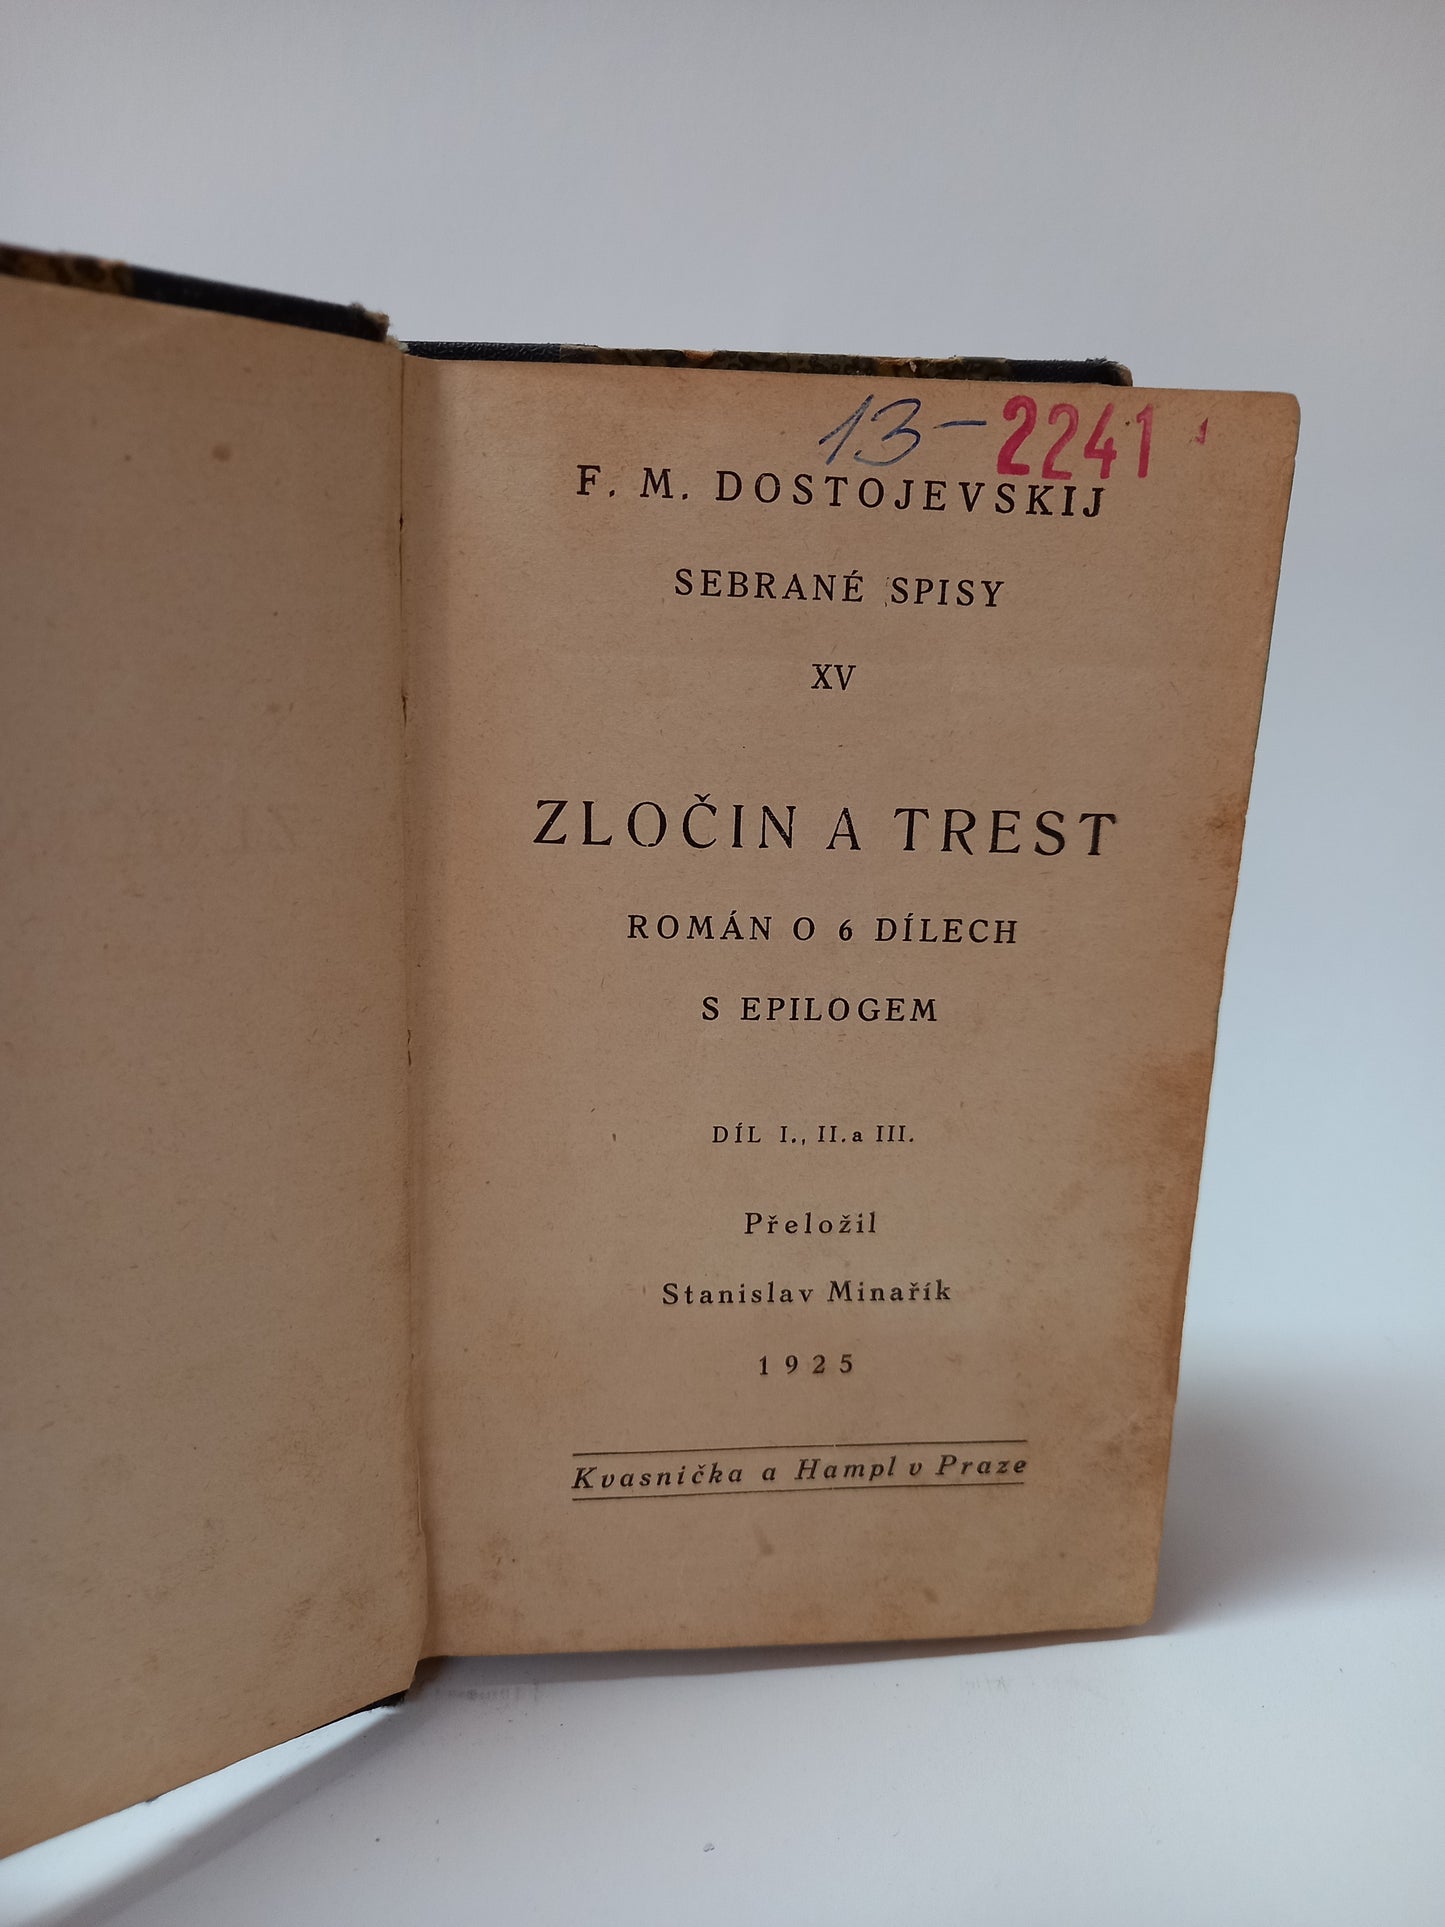 13-2241
F. M. DOSTOJEVSKIJ
SEBRANÉ SPISY
XV
ZLOČIN A TREST
ROMÁN O 6 DÍLECH
S EPILOGEM
DÍL I., II. a III.
Přeložil
Stanislav Minařík
1925
Kvasnička a Hampl v Praze